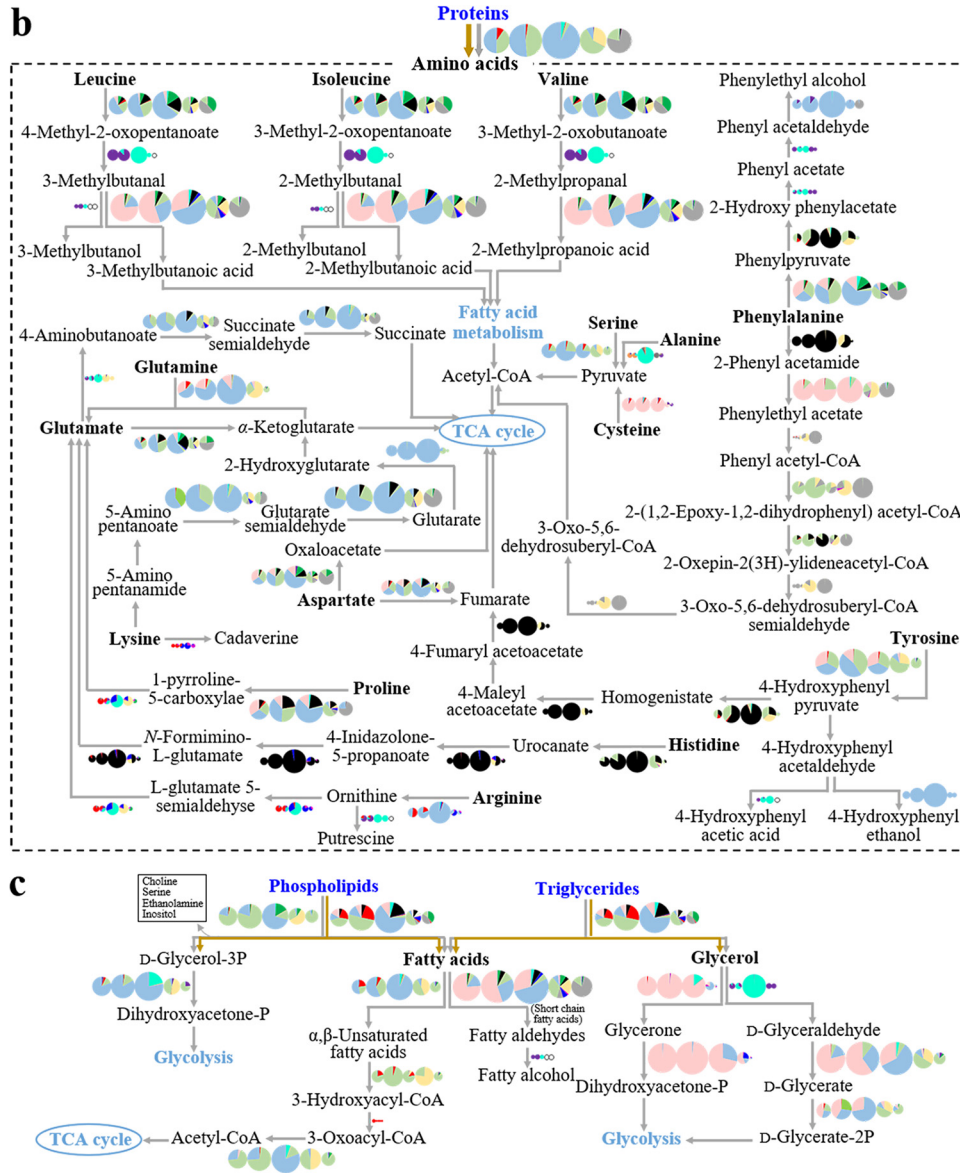 b
Proteins
Amino acids
Leucine
4-Methyl-2-oxopentanoate
3-Methylbutanal
3-Methylbutanol
3-Methylbutanoic acid
Isoleucine
3-Methyl-2-oxopentanoate
2-Methylbutanal
2-Methylbutanol
2-Methylbutanoic acid
Valine
3-Methyl-2-oxobutanoate
2-Methylpropanal
2-Methylpropanoic acid
Phenylethyl alcohol
Phenyl acetaldehyde
Phenyl acetate
2-Hydroxy phenylacetate
Phenylpyruvate
Phenylalanine
2-Phenyl acetamide
Phenylethyl acetate
Phenyl acetyl-CoA
2-(1,2-Epoxy-1,2-dihydrophenyl) acetyl-CoA
2-Oxepin-2(3H)-ylideneacetyl-CoA
3-Oxo-5,6-dehydrosuberyl-CoA
semialdehyde
3-Oxo-5,6-
dehydrosuberyl-CoA
Fatty acid
metabolism
Acetyl-CoA
TCA cycle
Serine
Alanine
Pyruvate
Cysteine
4-Aminobutanoate
Succinate
semialdehyde
Succinate
Glutamine
Glutamate
α-Ketoglutarate
2-Hydroxyglutarate
5-Amino
pentanoate
Glutarate
semialdehyde
Glutarate
Oxaloacetate
5-Amino
pentanamide
Aspartate
Fumarate
Lysine
Cadaverine
4-Fumaryl acetoacetate
Tyrosine
1-pyrroline-
5-carboxylae
Proline
4-Maleyl
acetoacetate
Homogenistate
4-Hydroxyphenyl
pyruvate
N-Formimino-
L-glutamate
4-Inidazolone-
5-propanoate
Urocanate
Histidine
4-Hydroxyphenyl
acetaldehyde
L-glutamate 5-
semialdehyse
Ornithine
Arginine
Putrescine
4-Hydroxyphenyl
acetic acid
4-Hydroxyphenyl
ethanol
c
Choline
Serine
Ethanolamine
Inositol
Phospholipids
Triglycerides
D-Glycerol-3P
Fatty acids
Glycerol
Dihydroxyacetone-P
Glycolysis
(Short chain
fatty acids)
α,β-Unsaturated
fatty acids
Fatty aldehydes
Fatty alcohol
3-Hydroxyacyl-CoA
3-Oxoacyl-CoA
Acetyl-CoA
TCA cycle
Glycerone
Dihydroxyacetone-P
Glycolysis
D-Glyceraldehyde
D-Glycerate
D-Glycerate-2P